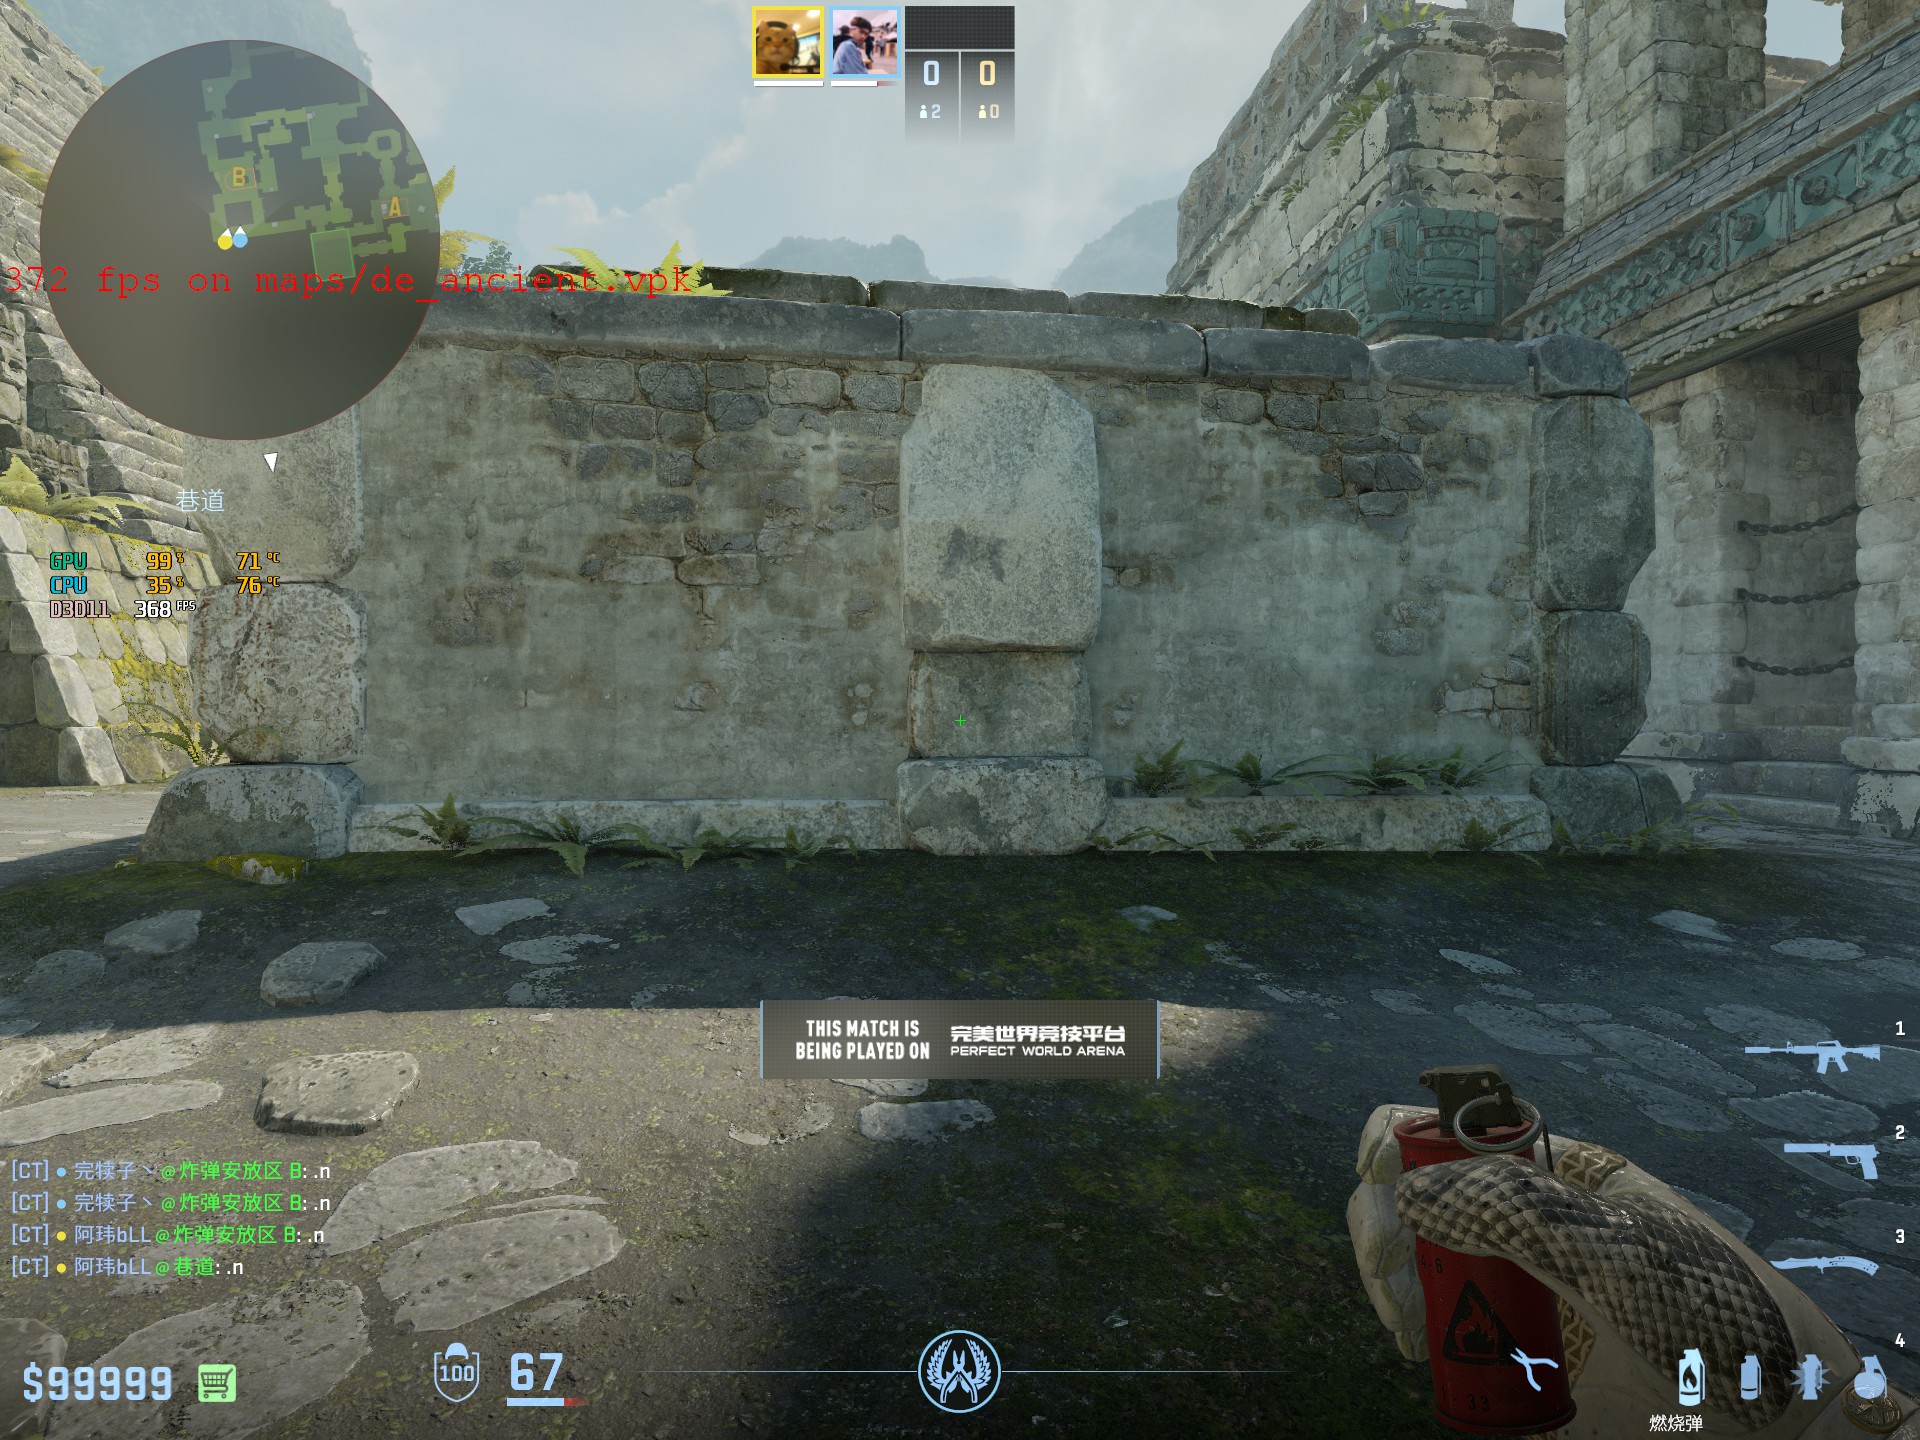 0 0
2 0
B
A
372 fps on maps/de_ancient.vpk
巷道
GPU 99 % 71 °C
CPU 35 % 76 °C
D3D11 368 FPS
THIS MATCH IS
BEING PLAYED ON
完美世界竞技平台
PERFECT WORLD ARENA
1
2
3
4
[CT] ● 完犊子丶@炸弹安放区 B: .n
[CT] ● 完犊子丶@炸弹安放区 B: .n
[CT] ● 阿玮bLL@炸弹安放区 B: .n
[CT] ● 阿玮bLL@巷道: .n
$99999
100
67
33
燃烧弹